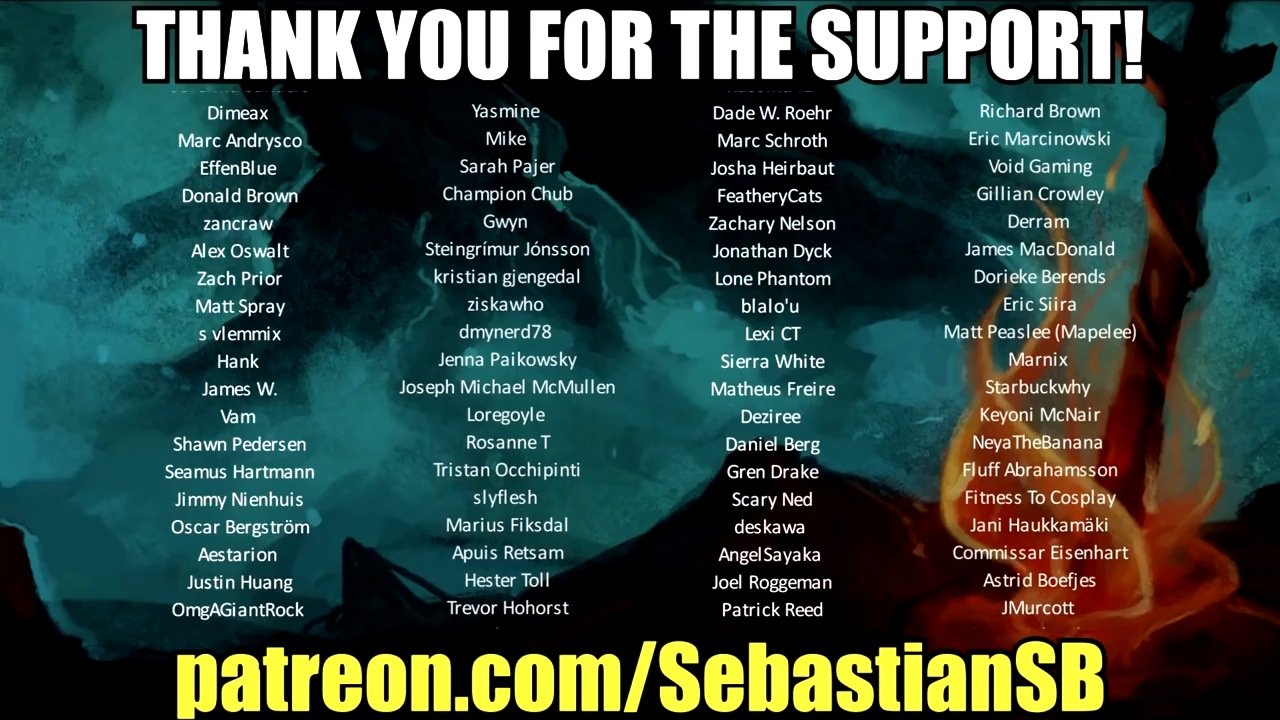 THANK YOU FOR THE SUPPORT!
Dimeax
Marc Andrysco
EffenBlue
Donald Brown
zancraw
Alex Oswalt
Zach Prior
Matt Spray
s vlemmix
Hank
James W.
Vam
Shawn Pedersen
Seamus Hartmann
Jimmy Nienhuis
Oscar Bergström
Aestarion
Justin Huang
OmgAGiantRock
Yasmine
Mike
Sarah Pajer
Champion Chub
Gwyn
Steingrímur Jónsson
kristian gjengedal
ziskawho
dmynerd78
Jenna Paikowsky
Joseph Michael McMullen
Loregoyle
Rosanne T
Tristan Occhipinti
slyflesh
Marius Fiksdal
Apuis Retsam
Hester Toll
Trevor Hohorst
Dade W. Roehr
Marc Schroth
Josha Heirbaut
FeatheryCats
Zachary Nelson
Jonathan Dyck
Lone Phantom
blalo'u
Lexi CT
Sierra White
Matheus Freire
Deziree
Daniel Berg
Gren Drake
Scary Ned
deskawa
AngelSayaka
Joel Roggeman
Patrick Reed
Richard Brown
Eric Marcinowski
Void Gaming
Gillian Crowley
Derram
James MacDonald
Dorieke Berends
Eric Siira
Matt Peaslee (Mapelee)
Marnix
Starbuckwhy
Keyoni McNair
NeyaTheBanana
Fluff Abrahamsson
Fitness To Cosplay
Jani Haukkamäki
Commissar Eisenhart
Astrid Boefjes
JMurcott
patreon.com/SebastianSB